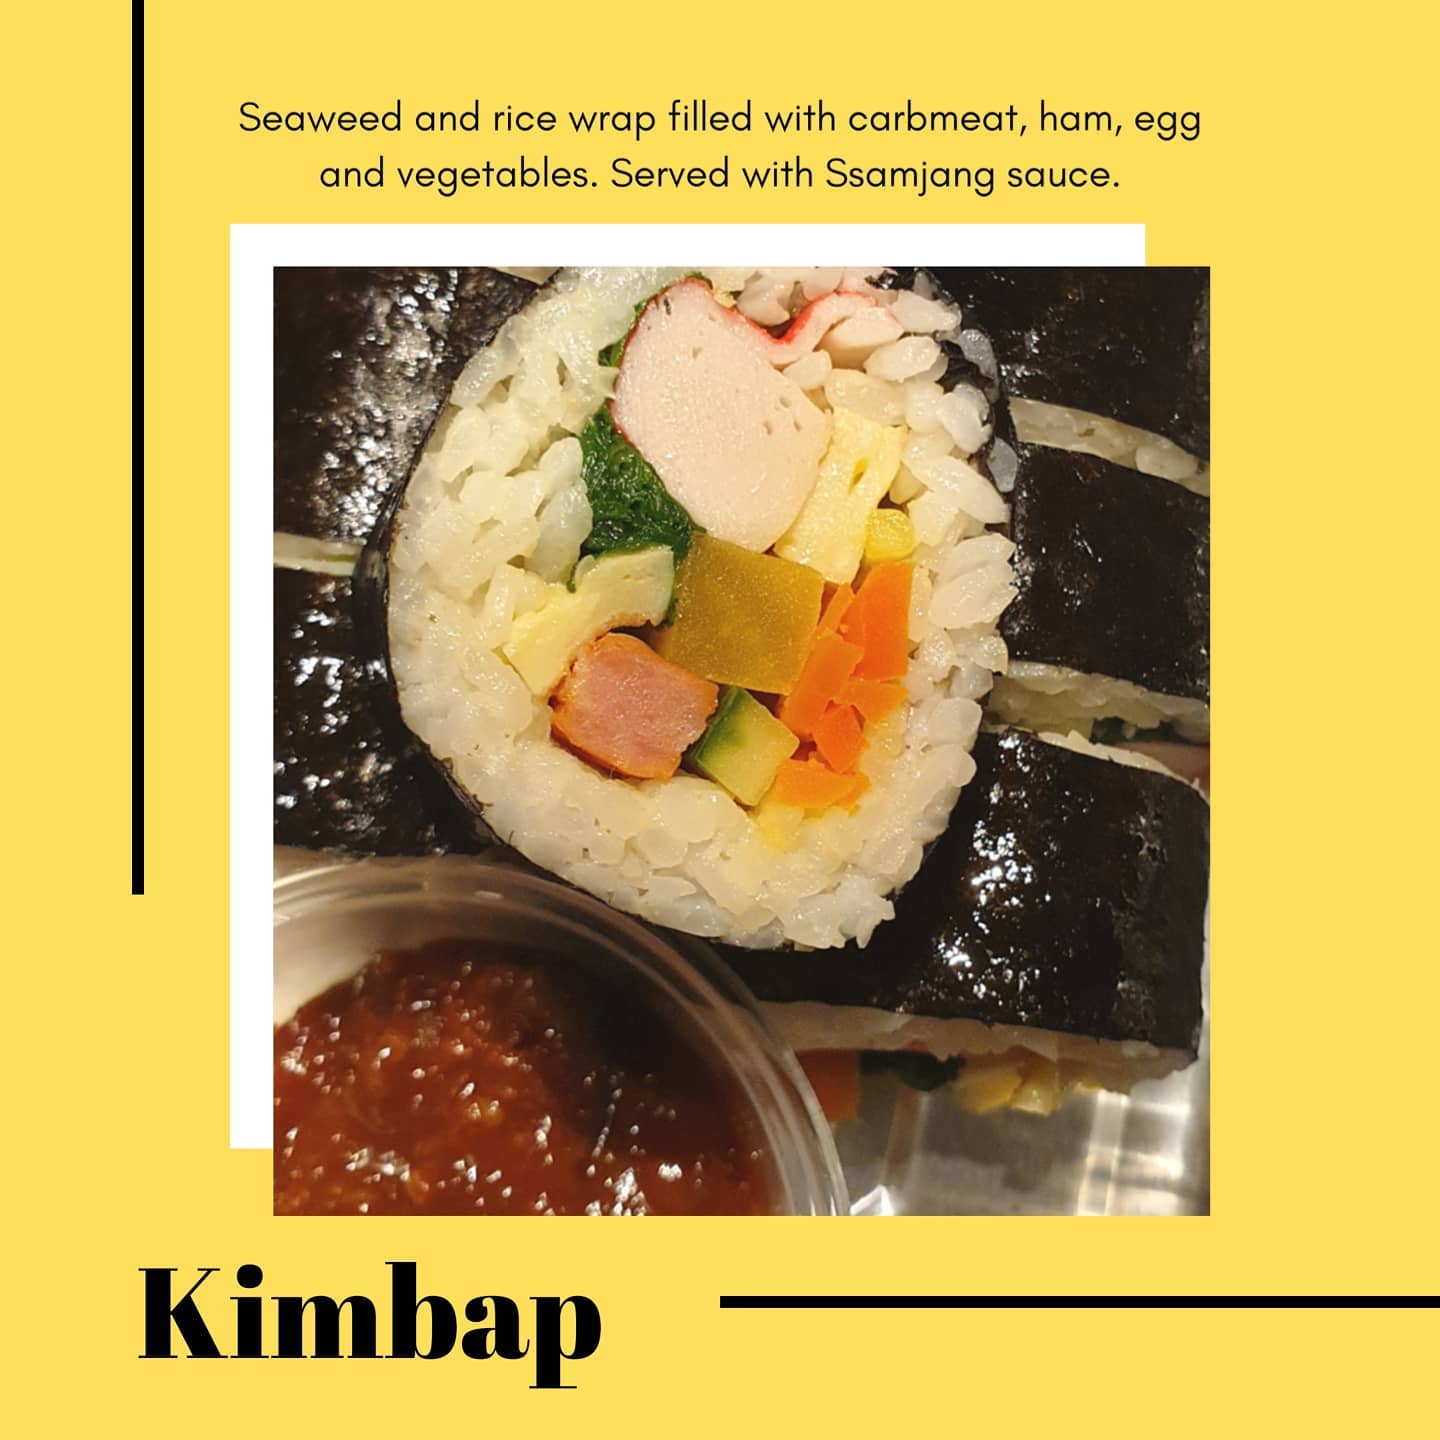 Seaweed and rice wrap filled with carbmeat, ham, egg
and vegetables. Served with Ssamjang sauce.
Kimbap